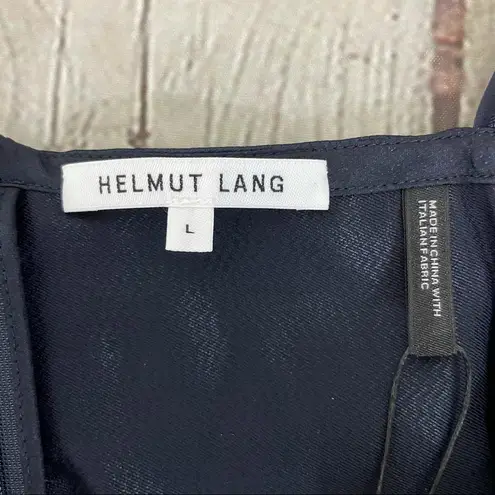 HELMUT LANG
L
MADE IN CHINA WITH
ITALIAN FABRIC